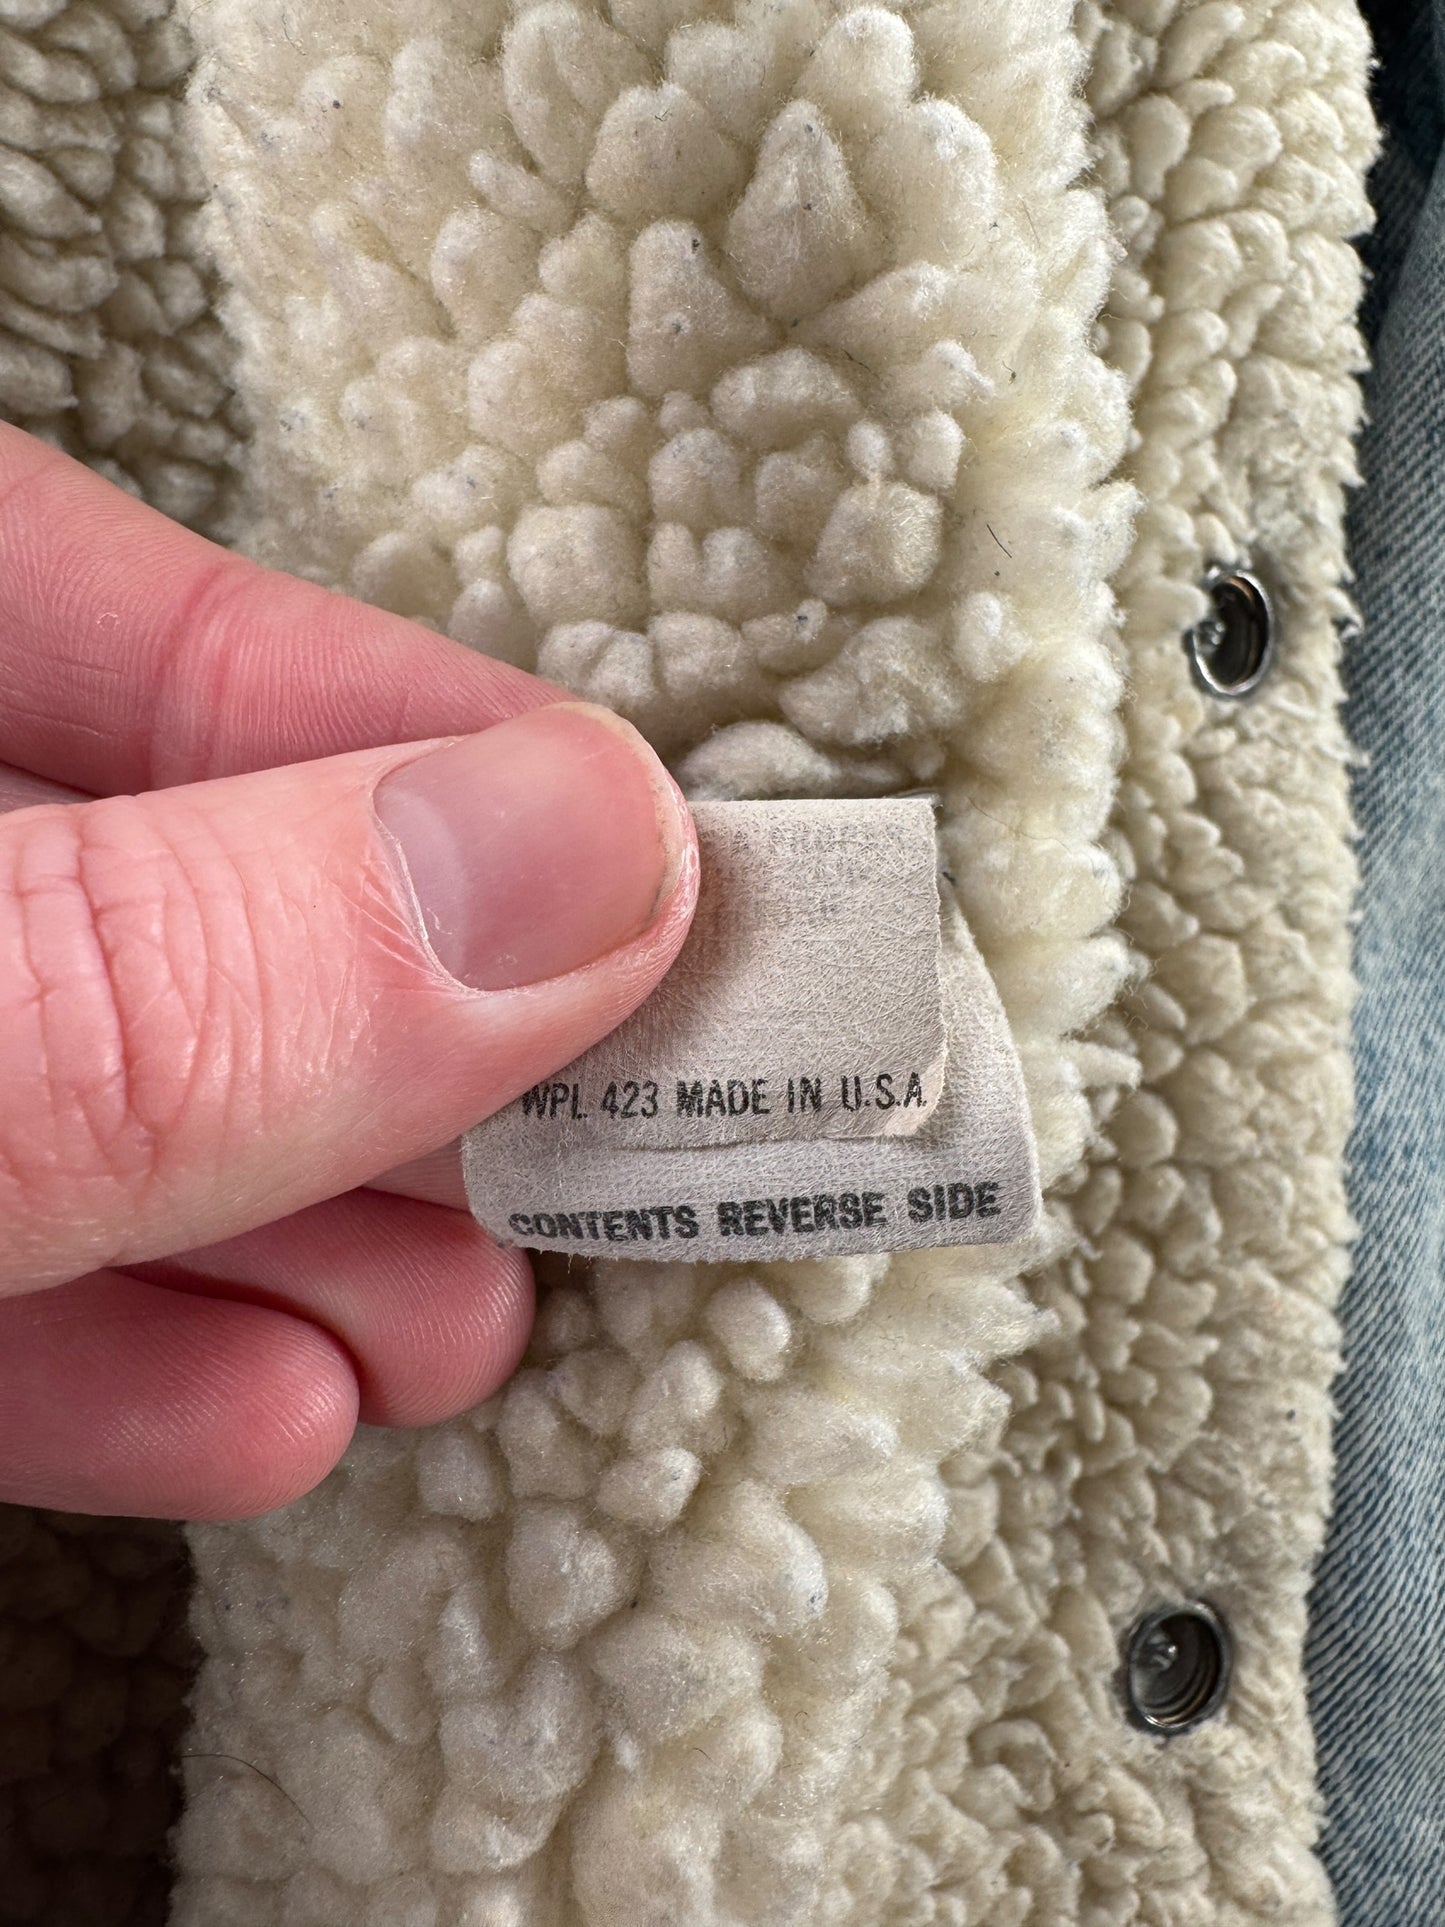 WPL 423 MADE IN U.S.A.
CONTENTS REVERSE SIDE